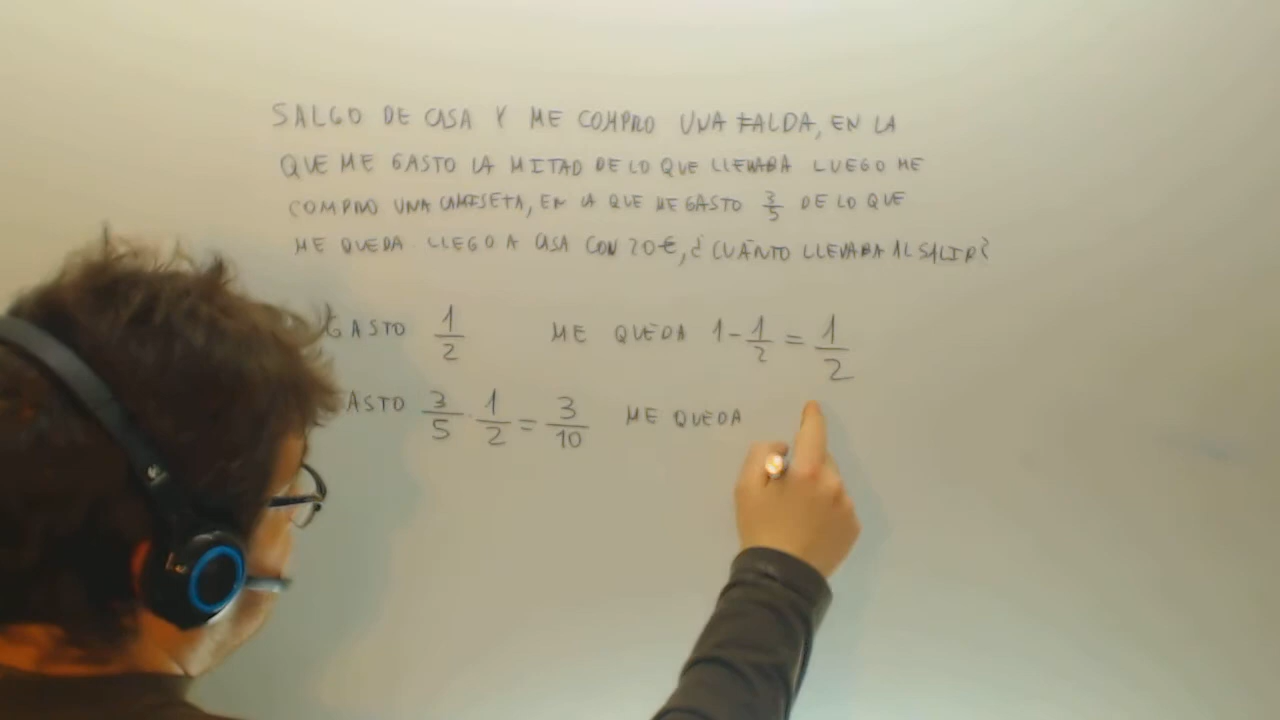 SALGO DE CASA Y ME COMPRO UNA FALDA, EN LA
QUE ME GASTO LA MITAD DE LO QUE LLEVABA LUEGO ME
COMPRO UNA CAMISETA, EN LA QUE ME GASTO 3/5 DE LO QUE
ME QUEDA. LLEGO A CASA CON 20€, ¿CUÁNTO LLEVABA AL SALIR?
GASTO 1/2 ME QUEDA 1 - 1/2 = 1/2
ASTO 3/5 · 1/2 = 3/10 ME QUEDA